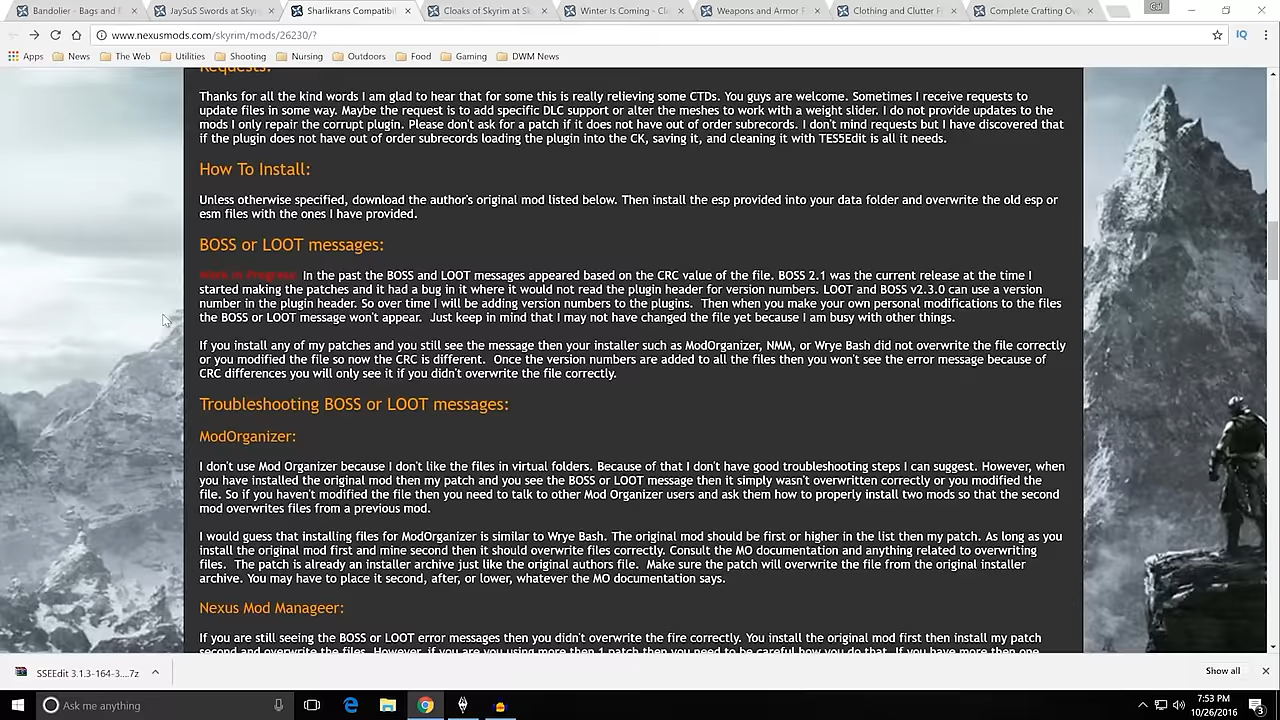 Bandolier - Bags and F
JaySuS Swords at Skyri
Sharlikrans Compatibil
Cloaks of Skyrim at Sk
Winter Is Coming - Cl
Weapons and Armor F
Clothing and Clutter Fi
Complete Crafting Ov
www.nexusmods.com/skyrim/mods/26230/?
IQ
Apps News The Web Utilities Shooting Nursing Outdoors Food Gaming DWM News
Requests:
Thanks for all the kind words I am glad to hear that for some this is really relieving some CTDs. You guys are welcome. Sometimes I receive requests to
update files in some way. Maybe the request is to add specific DLC support or alter the meshes to work with a weight slider. I do not provide updates to the
mods I only repair the corrupt plugin. Please don't ask for a patch if it does not have out of order subrecords. I don't mind requests but I have discovered that
if the plugin does not have out of order subrecords loading the plugin into the CK, saving it, and cleaning it with TES5Edit is all it needs.
How To Install:
Unless otherwise specified, download the author's original mod listed below. Then install the esp provided into your data folder and overwrite the old esp or
esm files with the ones I have provided.
BOSS or LOOT messages:
Work in Progress: In the past the BOSS and LOOT messages appeared based on the CRC value of the file. BOSS 2.1 was the current release at the time I
started making the patches and it had a bug in it where it would not read the plugin header for version numbers. LOOT and BOSS v2.3.0 can use a version
number in the plugin header. So over time I will be adding version numbers to the plugins. Then when you make your own personal modifications to the files
the BOSS or LOOT message won't appear. Just keep in mind that I may not have changed the file yet because I am busy with other things.
If you install any of my patches and you still see the message then your installer such as ModOrganizer, NMM, or Wrye Bash did not overwrite the file correctly
or you modified the file so now the CRC is different. Once the version numbers are added to all the files then you won't see the error message because of
CRC differences you will only see it if you didn't overwrite the file correctly.
Troubleshooting BOSS or LOOT messages:
ModOrganizer:
I don't use Mod Organizer because I don't like the files in virtual folders. Because of that I don't have good troubleshooting steps I can suggest. However, when
you have installed the original mod then my patch and you see the BOSS or LOOT message then it simply wasn't overwritten correctly or you modified the
file. So if you haven't modified the file then you need to talk to other Mod Organizer users and ask them how to properly install two mods so that the second
mod overwrites files from a previous mod.
I would guess that installing files for ModOrganizer is similar to Wrye Bash. The original mod should be first or higher in the list then my patch. As long as you
install the original mod first and mine second then it should overwrite files correctly. Consult the MO documentation and anything related to overwriting
files. The patch is already an installer archive just like the original authors file. Make sure the patch will overwrite the file from the original installer
archive. You may have to place it second, after, or lower, whatever the MO documentation says.
Nexus Mod Manageer:
If you are still seeing the BOSS or LOOT error messages then you didn't overwrite the fire correctly. You install the original mod first then install my patch
second and overwrite the files. However, if you are you using more then 1 patch then you need to be careful how you do that. If you have more then one
SSEEdit 3.1.3-164-3....7z
Show all
Ask me anything
7:53 PM
10/26/2016
3